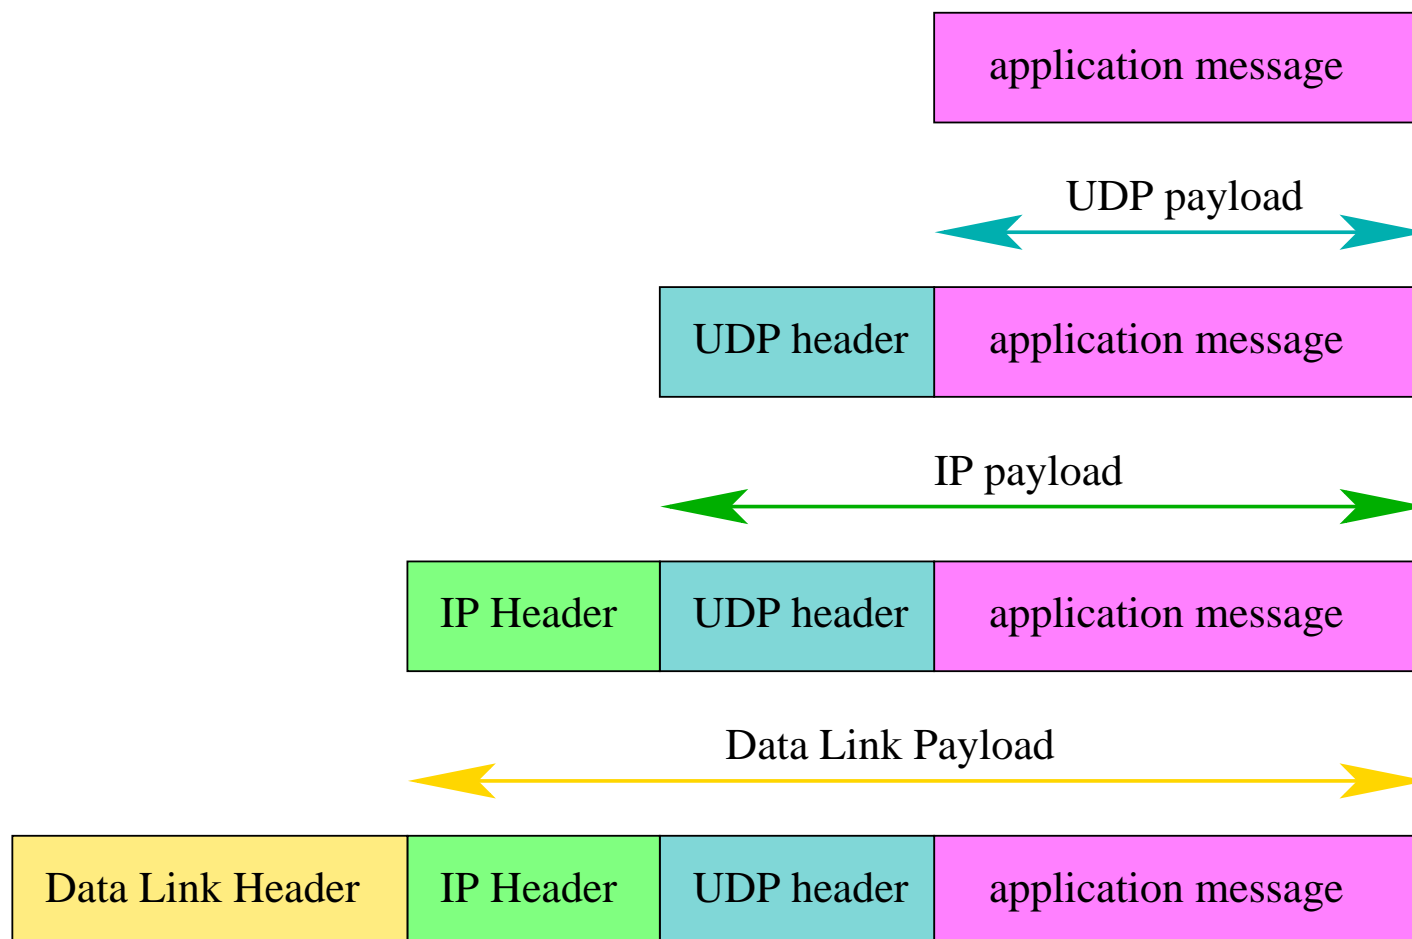 application message
UDP payload
UDP header application message
IP payload
IP Header UDP header application message
Data Link Payload
Data Link Header IP Header UDP header application message